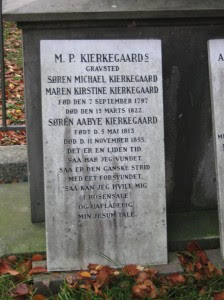 M. P. KIERKEGAARDS
GRAVSTED
SØREN MICHAEL KIERKEGAARD
MAREN KIRSTINE KIERKEGAARD
FØD DEN 7 SEPTEMBER 1797
DØD DEN 15 MARTS 1822.
SØREN AABYE KIERKEGAARD
FØDT D. 5 MAI 1813
DØD D. 11 NOVEMBER 1855.
DET ER EN LIDEN TID,
SAA HAR JEG VUNDET,
SAA ER DEN GANSKE STRID
MED EET FORSVUNDET,
SAA KAN JEG HVILE MIG
I ROSENSALE
OG UAFLADELIG
MIN JESUM TALE.